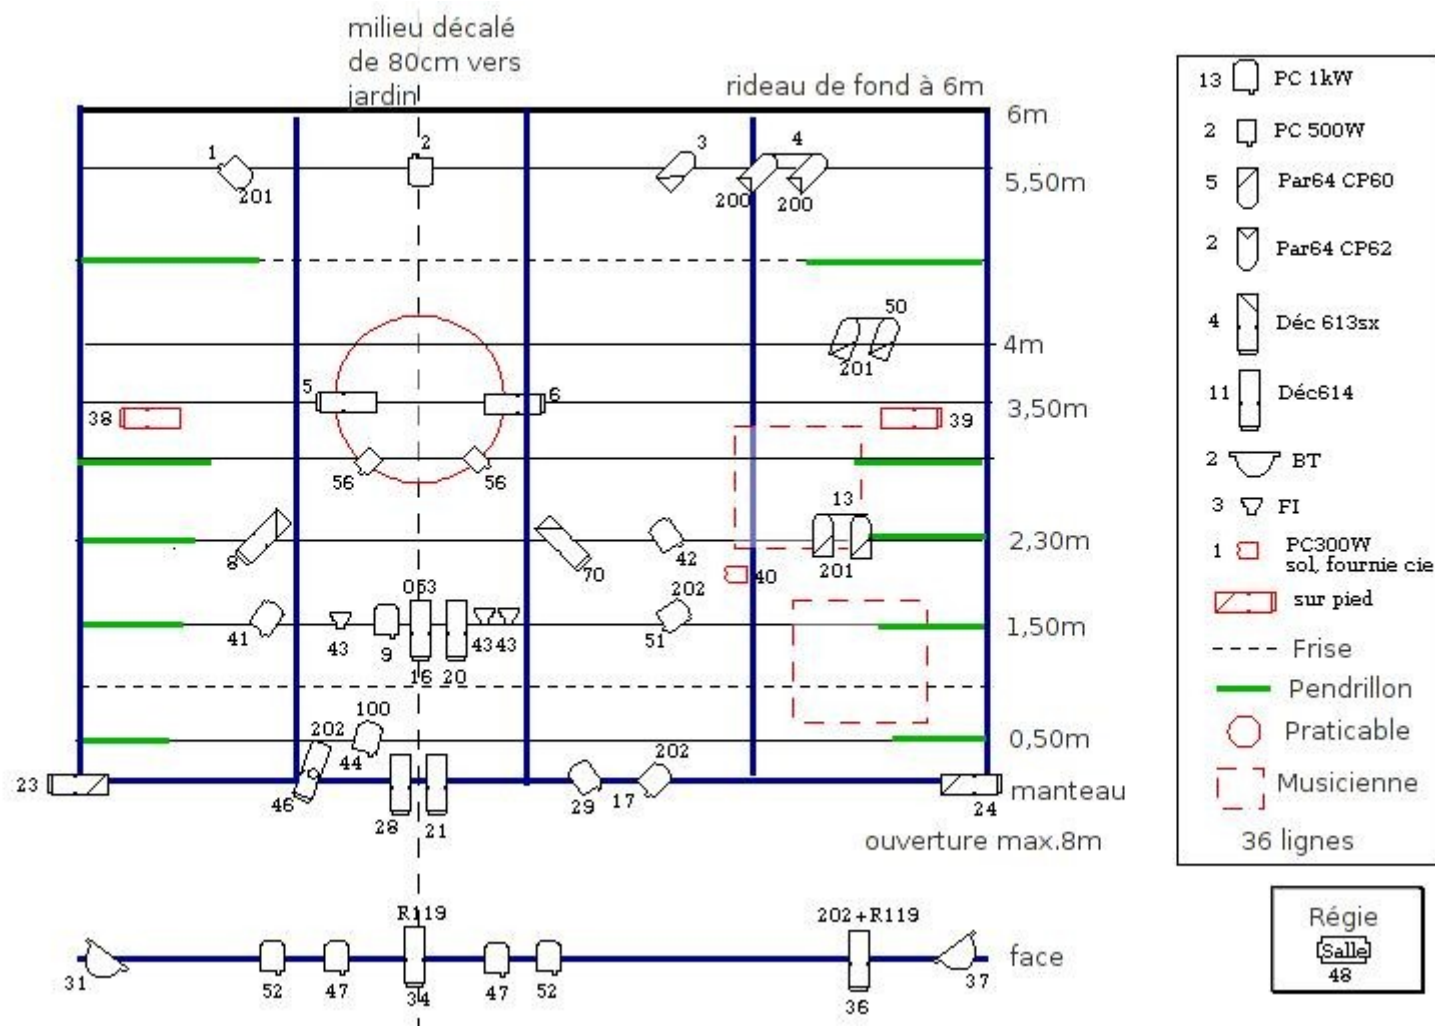 milieu décalé
de 80cm vers
jardin
rideau de fond à 6m
6m
1
2
3
4
201
200
200
5,50m
50
201
4m
5
6
3,50m
38
39
56
56
13
8
70
42
201
2,30m
40
202
063
41
43
9
16
20
43
43
51
1,50m
100
202
44
202
0,50m
23
46
28
21
29
17
24
manteau
ouverture max.8m
R119
202+R119
face
31
52
47
34
47
52
36
37
13 PC 1kW
2 PC 500W
5 Par64 CP60
2 Par64 CP62
4 Déc 613sx
11 Déc614
2 BT
3 FI
1 PC300W
sol, fournie cie
sur pied
Frise
Pendrillon
Praticable
Musicienne
36 lignes
Régie
Salle
48